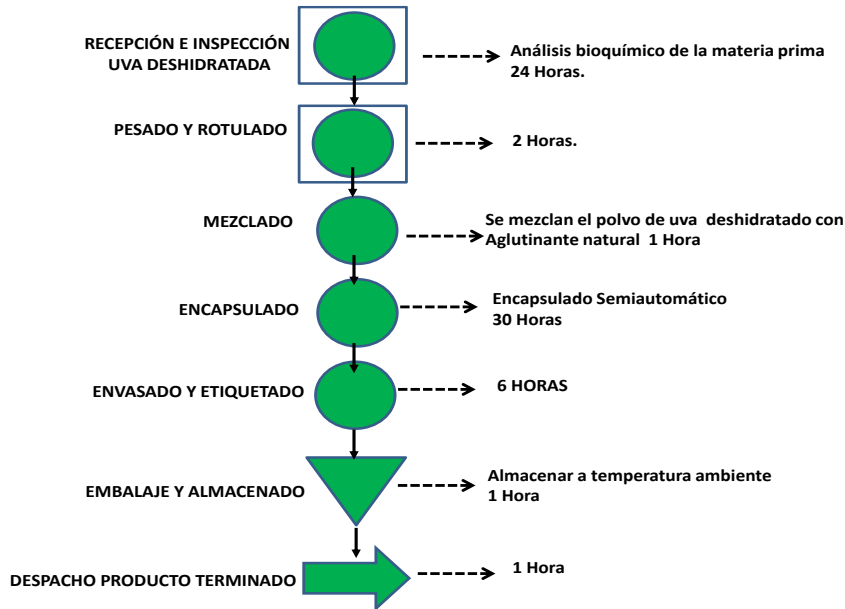 RECEPCIÓN E INSPECCIÓN
UVA DESHIDRATADA
Análisis bioquímico de la materia prima
24 Horas.
PESADO Y ROTULADO
2 Horas.
MEZCLADO
Se mezclan el polvo de uva deshidratado con
Aglutinante natural 1 Hora
ENCAPSULADO
Encapsulado Semiautomático
30 Horas
ENVASADO Y ETIQUETADO
6 HORAS
EMBALAJE Y ALMACENADO
Almacenar a temperatura ambiente
1 Hora
DESPACHO PRODUCTO TERMINADO
1 Hora